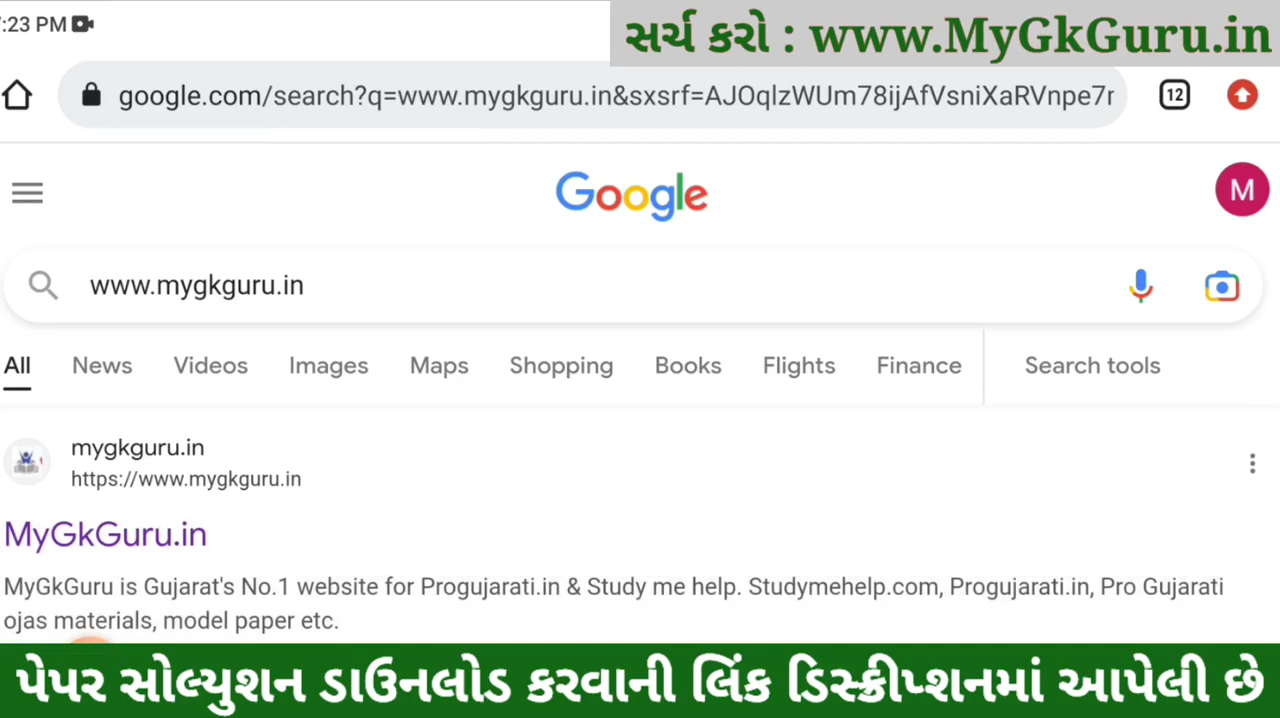 :23 PM
સર્ચ કરો : www.MyGkGuru.in
google.com/search?q=www.mygkguru.in&sxsrf=AJOqlzWUm78ijAfVsniXaRVnpe7r
12
Google
M
www.mygkguru.in
All News Videos Images Maps Shopping Books Flights Finance Search tools
mygkguru.in
https://www.mygkguru.in
MyGkGuru.in
MyGkGuru is Gujarat's No.1 website for Progujarati.in & Study me help. Studymehelp.com, Progujarati.in, Pro Gujarati
ojas materials, model paper etc.
પેપર સોલ્યુશન ડાઉનલોડ કરવાની લિંક ડિસ્ક્રીપ્શનમાં આપેલી છે